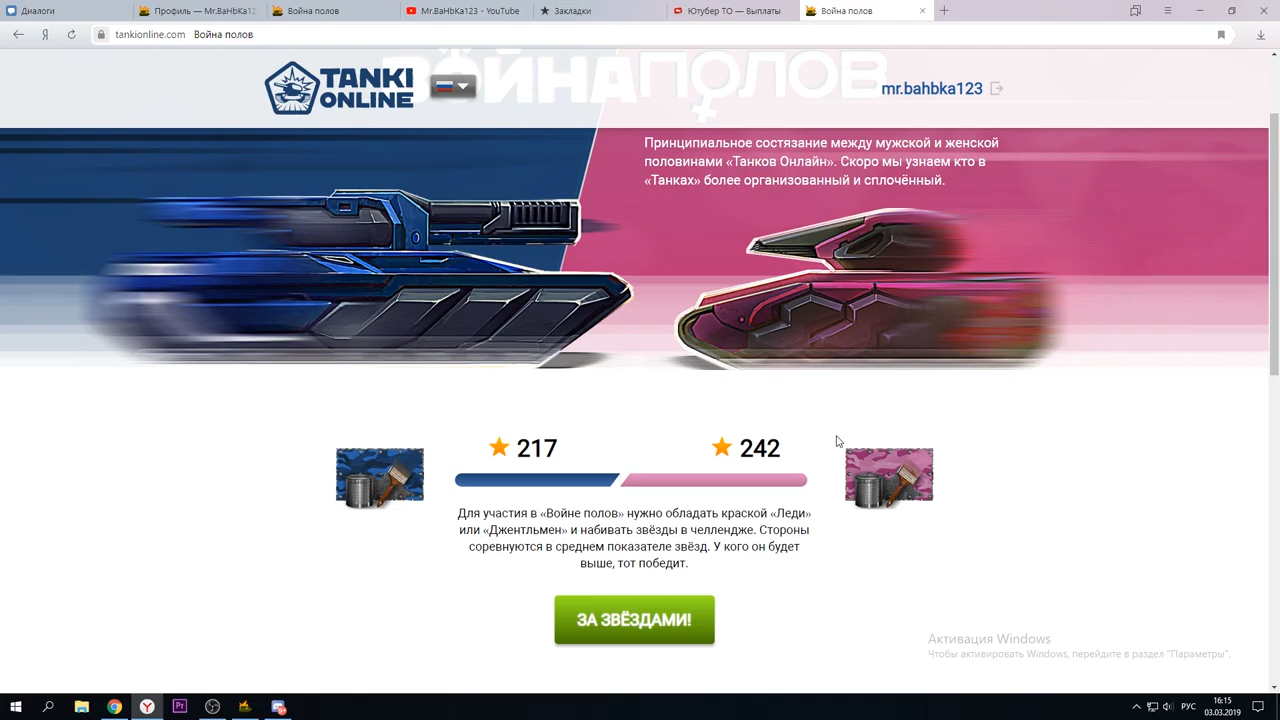 Диалоги
Профиль — Mr.BaHbKa12
Война полов
Mr.BaHbKa123 - YouTube
Закладки
Ютубер ТО — Выплаты
Война полов
tankionline.com Война полов
ВОЙНА ПОЛОВ
TANKI
ONLINE
mr.bahbka123
Принципиальное состязание между мужской и женской
половинами «Танков Онлайн». Скоро мы узнаем кто в
«Танках» более организованный и сплочённый.
217
242
Для участия в «Войне полов» нужно обладать краской «Леди»
или «Джентльмен» и набивать звёзды в челлендже. Стороны
соревнуются в среднем показателе звёзд. У кого он будет
выше, тот победит.
ЗА ЗВЁЗДАМИ!
Активация Windows
Чтобы активировать Windows, перейдите в раздел "Параметры".
РУС
16:15
03.03.2019